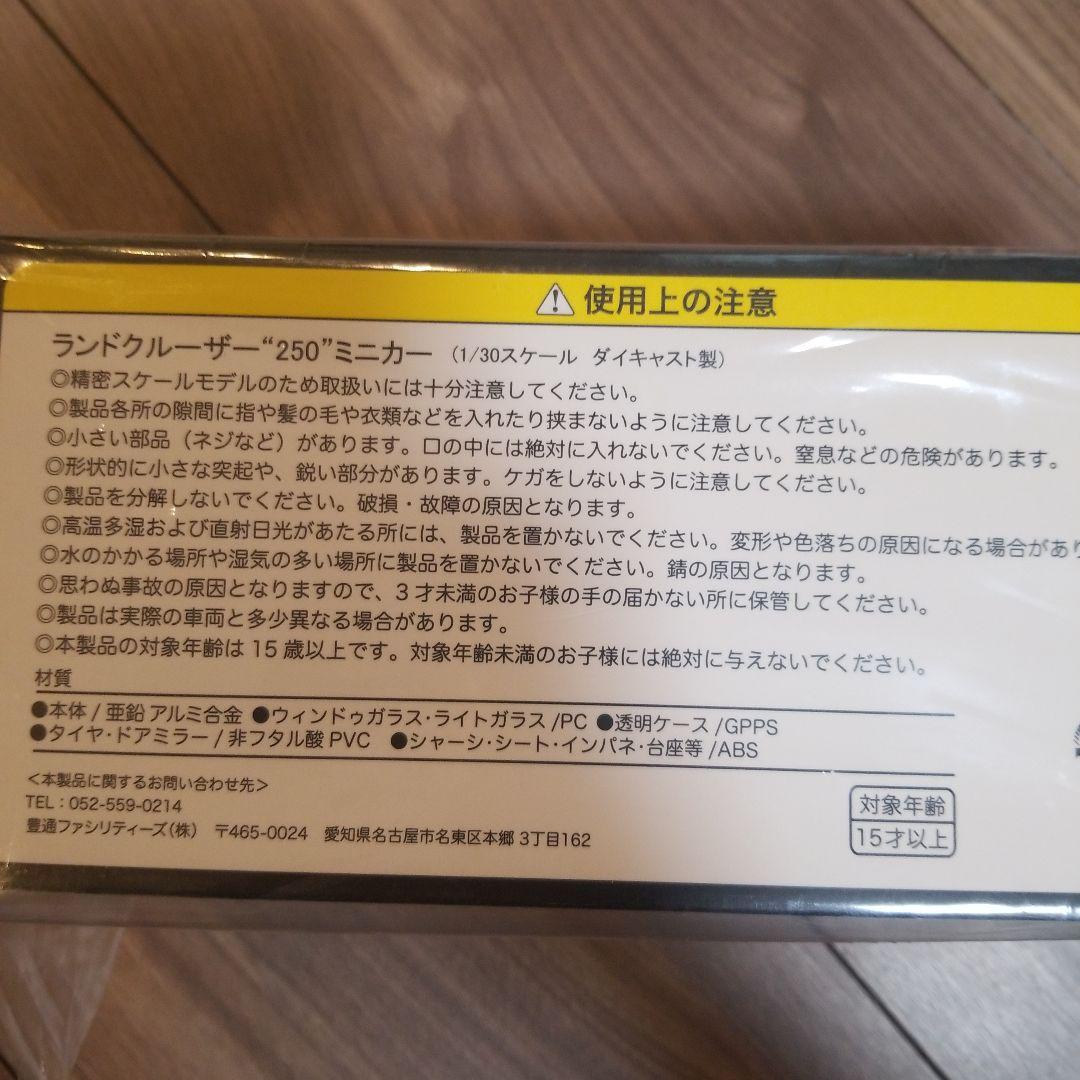 ⚠ 使用上の注意
ランドクルーザー“250”ミニカー （1/30スケール ダイキャスト製）
◎精密スケールモデルのため取扱いには十分注意してください。
◎製品各所の隙間に指や髪の毛や衣類などを入れたり挟まないように注意してください。
◎小さい部品（ネジなど）があります。口の中には絶対に入れないでください。窒息などの危険があります。
◎形状的に小さな突起や、鋭い部分があります。ケガをしないように注意してください。
◎製品を分解しないでください。破損・故障の原因となります。
◎高温多湿および直射日光があたる所には、製品を置かないでください。変形や色落ちの原因になる場合があり
◎水のかかる場所や湿気の多い場所に製品を置かないでください。錆の原因となります。
◎思わぬ事故の原因となりますので、3才未満のお子様の手の届かない所に保管してください。
◎製品は実際の車両と多少異なる場合があります。
◎本製品の対象年齢は15歳以上です。対象年齢未満のお子様には絶対に与えないでください。
材質
●本体/亜鉛アルミ合金 ●ウィンドゥガラス・ライトガラス/PC ●透明ケース/GPPS
●タイヤ・ドアミラー/非フタル酸PVC ●シャーシ・シート・インパネ・台座等/ABS
＜本製品に関するお問い合わせ先＞
TEL：052-559-0214
豊通ファシリティーズ（株） 〒465-0024 愛知県名古屋市名東区本郷3丁目162
対象年齢
15才以上